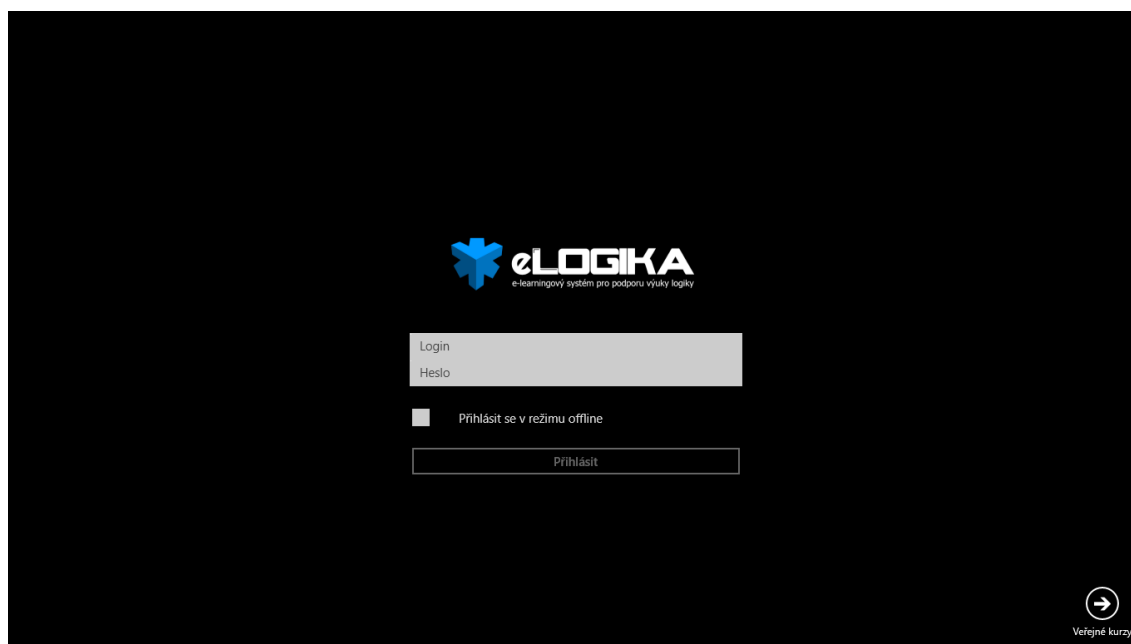 eLOGIKA
e-learningový systém pro podporu výuky logiky
Login
Heslo
Přihlásit se v režimu offline
Přihlásit
Veřejné kurzy